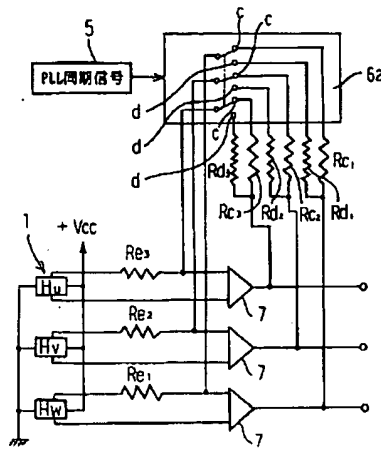 5
PLL同期信号
c
c
6a
d
d
c
d
Rc₁
Rd₃
Rc₃
Rd₂
Rc₂
Rd₁
+ Vcc
1
Re₃
Hu
7
Re₂
Hv
7
Re₁
Hw
7